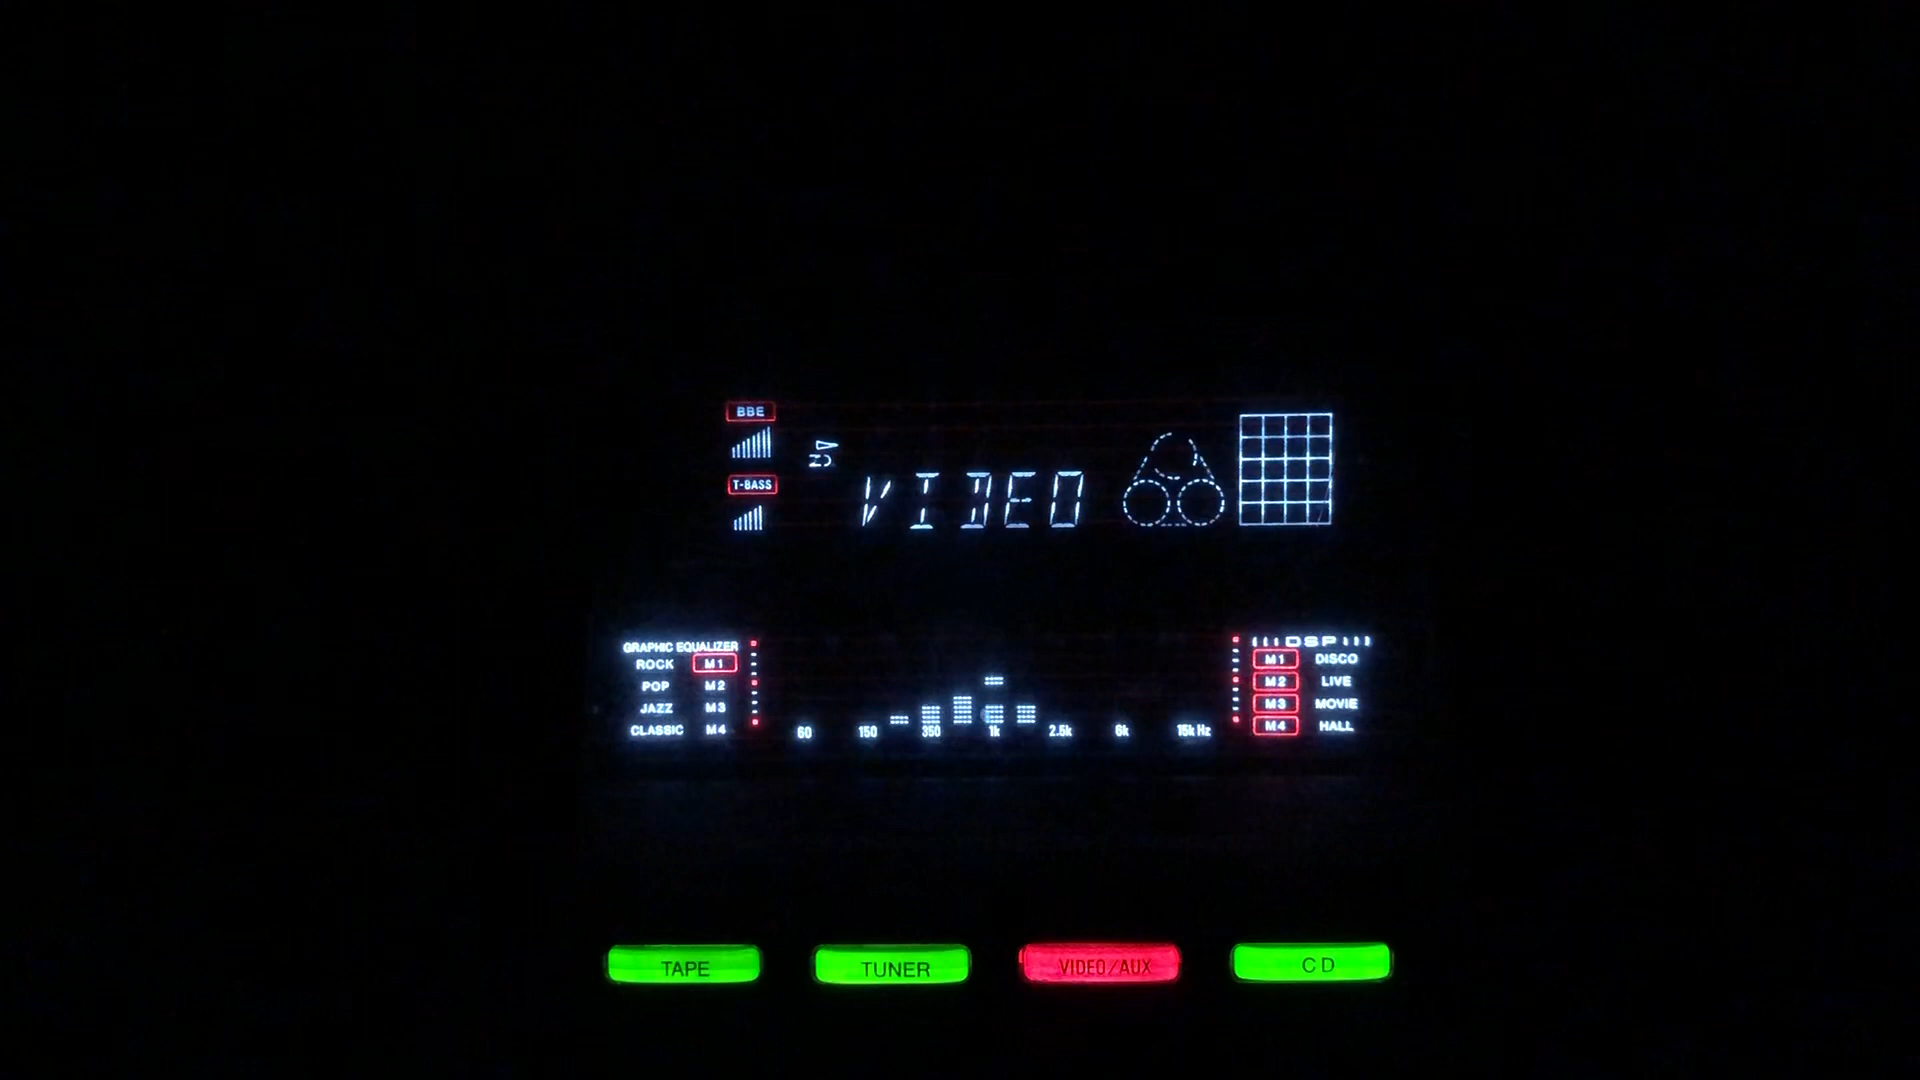 BBE
T-BASS
VIDEO
GRAPHIC EQUALIZER
ROCK M1
POP M2
JAZZ M3
CLASSIC M4
60 150 350 1k 2.5k 6k 15k Hz
DSP
M1 DISCO
M2 LIVE
M3 MOVIE
M4 HALL
TAPE TUNER VIDEO/AUX CD